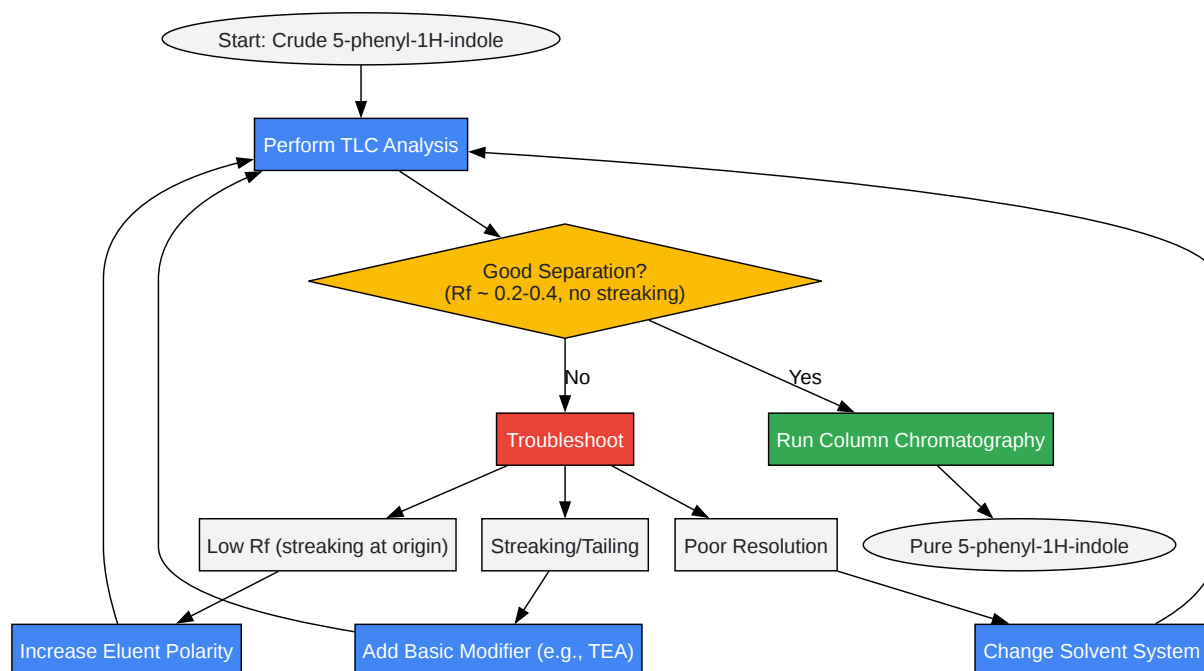 Start: Crude 5-phenyl-1H-indole
Perform TLC Analysis
Good Separation?
(Rf ~ 0.2-0.4, no streaking)
No
Yes
Troubleshoot
Run Column Chromatography
Low Rf (streaking at origin)
Streaking/Tailing
Poor Resolution
Pure 5-phenyl-1H-indole
Increase Eluent Polarity
Add Basic Modifier (e.g., TEA)
Change Solvent System